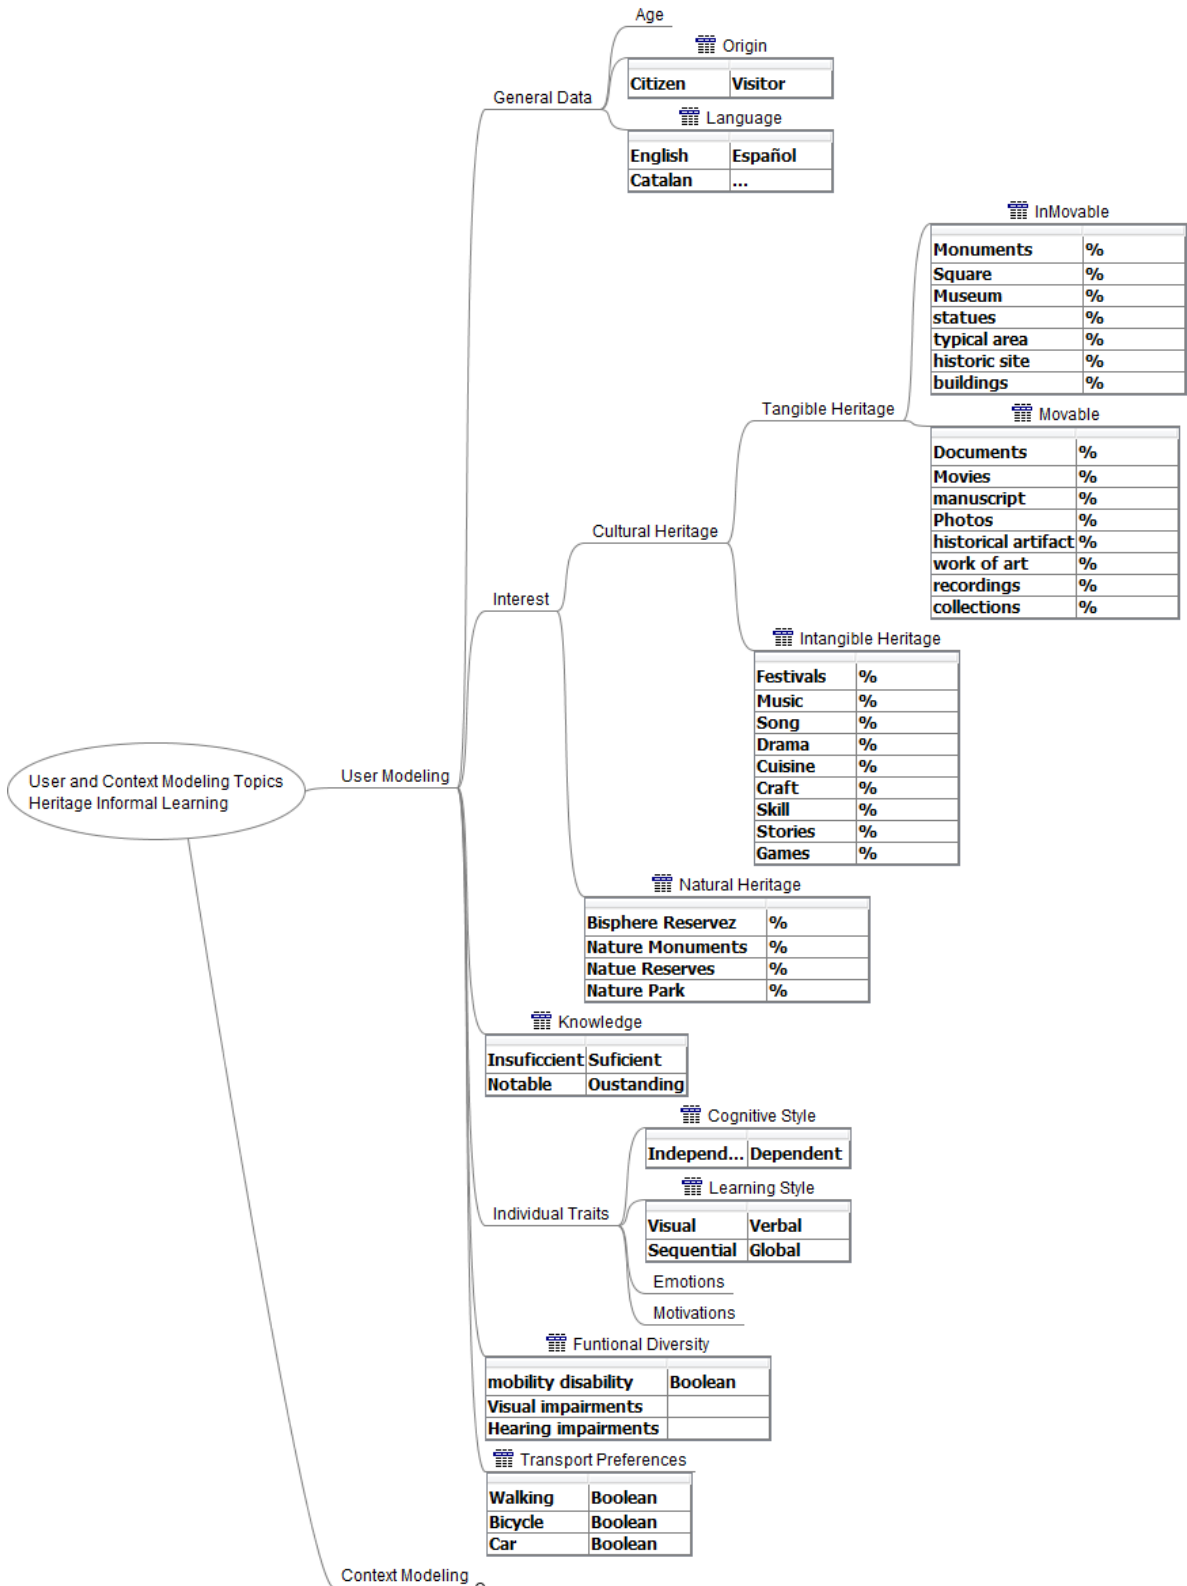 Age
Origin
Citizen Visitor
General Data
Language
English Español
Catalan ...
InMovable
Monuments %
Square %
Museum %
statues %
typical area %
historic site %
buildings %
Tangible Heritage
Movable
Documents %
Movies %
manuscript %
Photos %
historical artifact %
work of art %
recordings %
collections %
Cultural Heritage
Interest
Intangible Heritage
Festivals %
Music %
Song %
Drama %
Cuisine %
Craft %
Skill %
Stories %
Games %
User Modeling
User and Context Modeling Topics
Heritage Informal Learning
Natural Heritage
Bisphere Reservez %
Nature Monuments %
Natue Reserves %
Nature Park %
Knowledge
Insuficcient Suficient
Notable Oustanding
Cognitive Style
Independ... Dependent
Learning Style
Visual Verbal
Sequential Global
Individual Traits
Emotions
Motivations
Funtional Diversity
mobility disability Boolean
Visual impairments
Hearing impairments
Transport Preferences
Walking Boolean
Bicycle Boolean
Car Boolean
Context Modeling